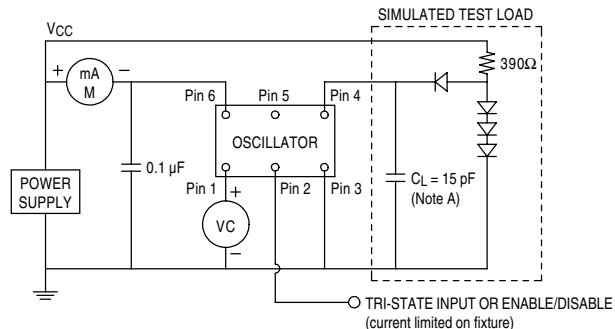 SIMULATED TEST LOAD
VCC
+
mA
M
−
390Ω
Pin 6
Pin 5
Pin 4
OSCILLATOR
0.1 µF
Pin 1
Pin 2
Pin 3
CL = 15 pF
(Note A)
POWER
SUPPLY
+
VC
−
TRI-STATE INPUT OR ENABLE/DISABLE
(current limited on fixture)